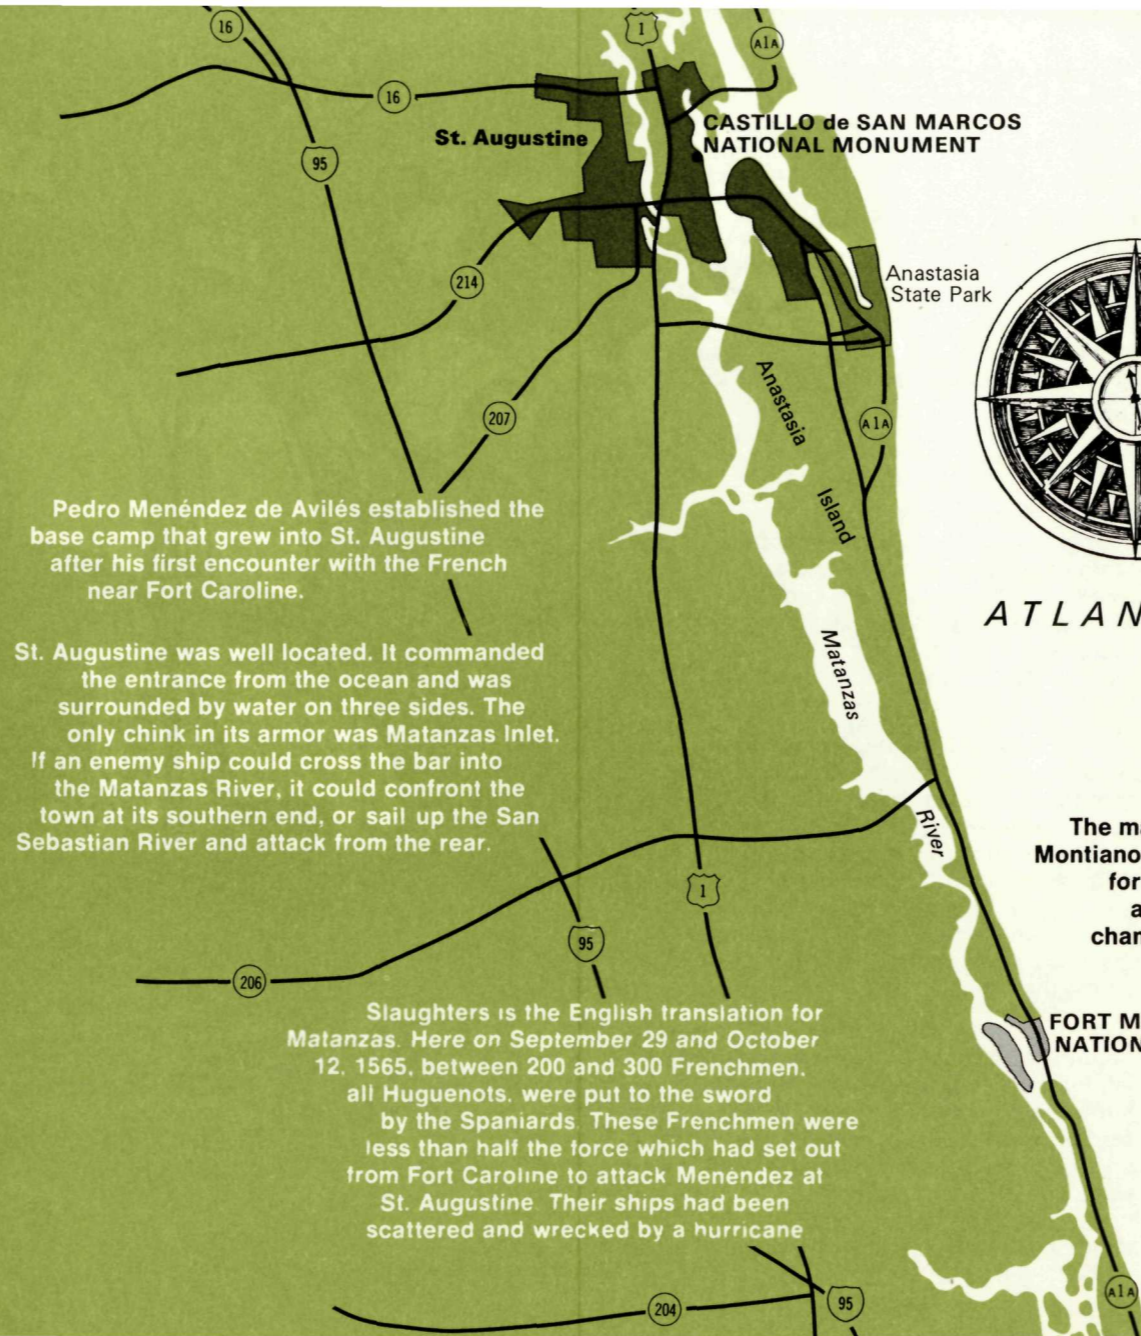 16
1
A1A
16
St. Augustine
CASTILLO de SAN MARCOS
NATIONAL MONUMENT
95
214
Anastasia
State Park
207
Anastasia
Island
A1A
Pedro Menéndez de Avilés established the
base camp that grew into St. Augustine
after his first encounter with the French
near Fort Caroline.
ATLAN
St. Augustine was well located. It commanded
the entrance from the ocean and was
surrounded by water on three sides. The
only chink in its armor was Matanzas Inlet.
If an enemy ship could cross the bar into
the Matanzas River, it could confront the
town at its southern end, or sail up the San
Sebastian River and attack from the rear.
Matanzas
River
The ma
Montiano
for
a
chan
1
95
206
Slaughters is the English translation for
Matanzas. Here on September 29 and October
12, 1565, between 200 and 300 Frenchmen,
all Huguenots, were put to the sword
by the Spaniards. These Frenchmen were
less than half the force which had set out
from Fort Caroline to attack Menéndez at
St. Augustine. Their ships had been
scattered and wrecked by a hurricane
FORT M
NATION
204
95
A1A